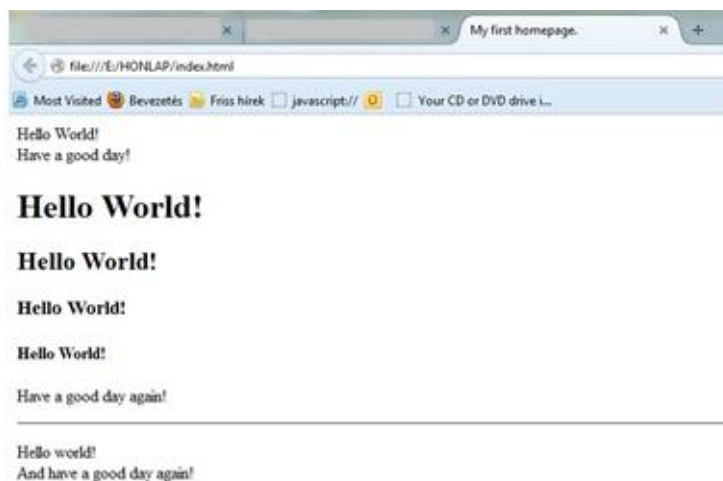 My first homepage.
file:///E:/HONLAP/index.html
Most Visited Bevezetés Friss hírek javascript:// Your CD or DVD drive i...
Hello World!
Have a good day!
Hello World!
Hello World!
Hello World!
Hello World!
Have a good day again!
Hello world!
And have a good day again!